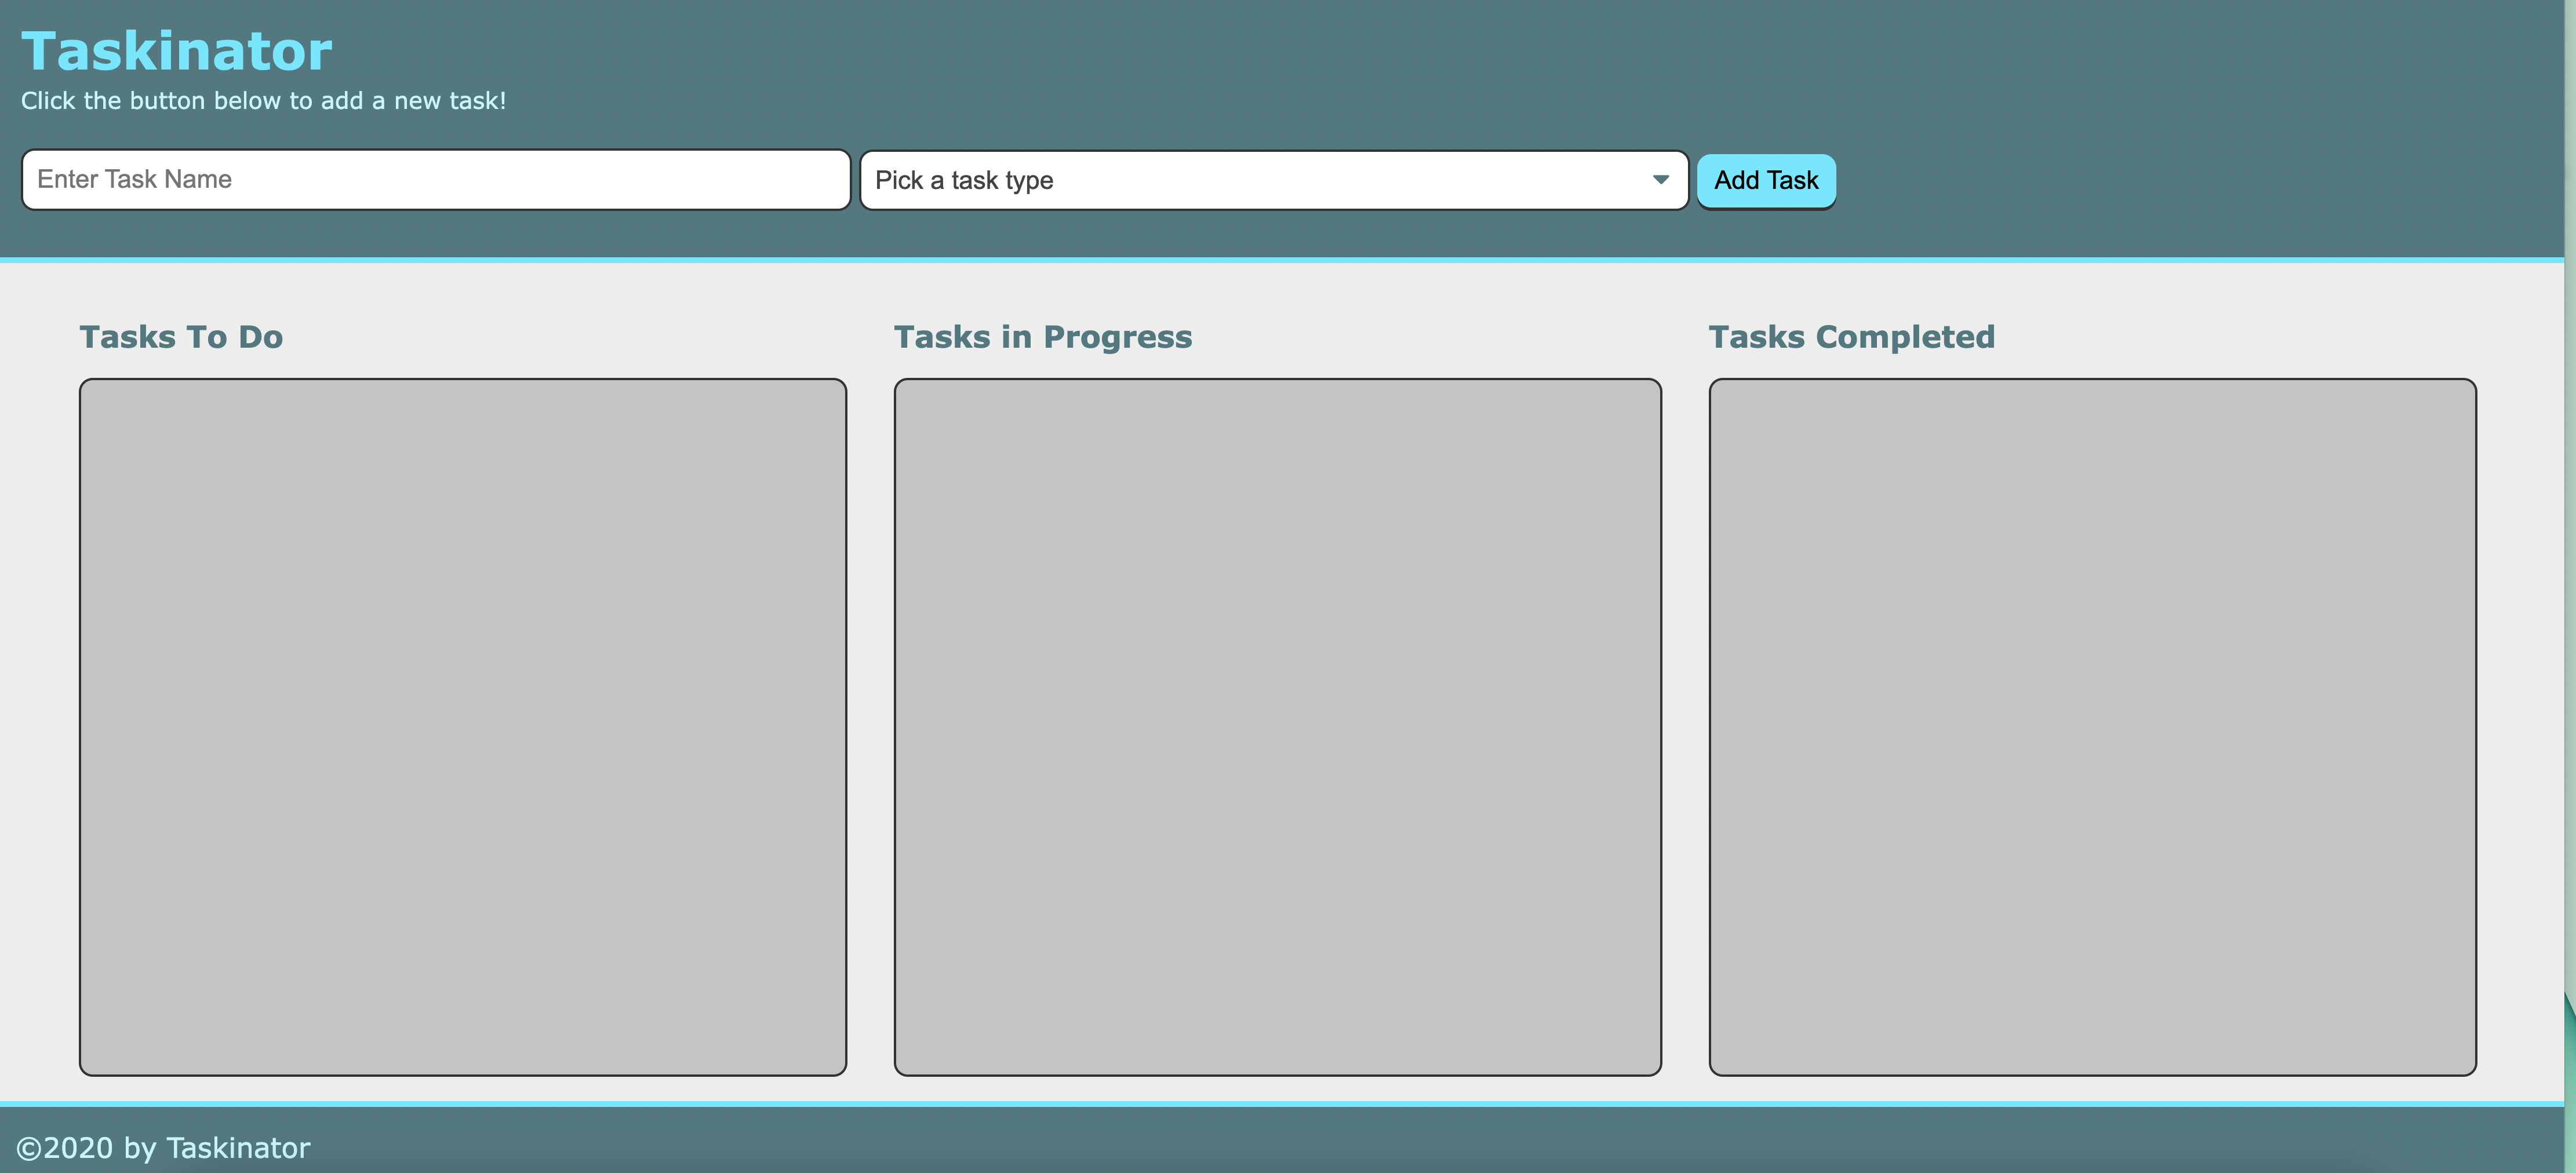 Taskinator
Click the button below to add a new task!
Enter Task Name
Pick a task type
Add Task
Tasks To Do
Tasks in Progress
Tasks Completed
©2020 by Taskinator